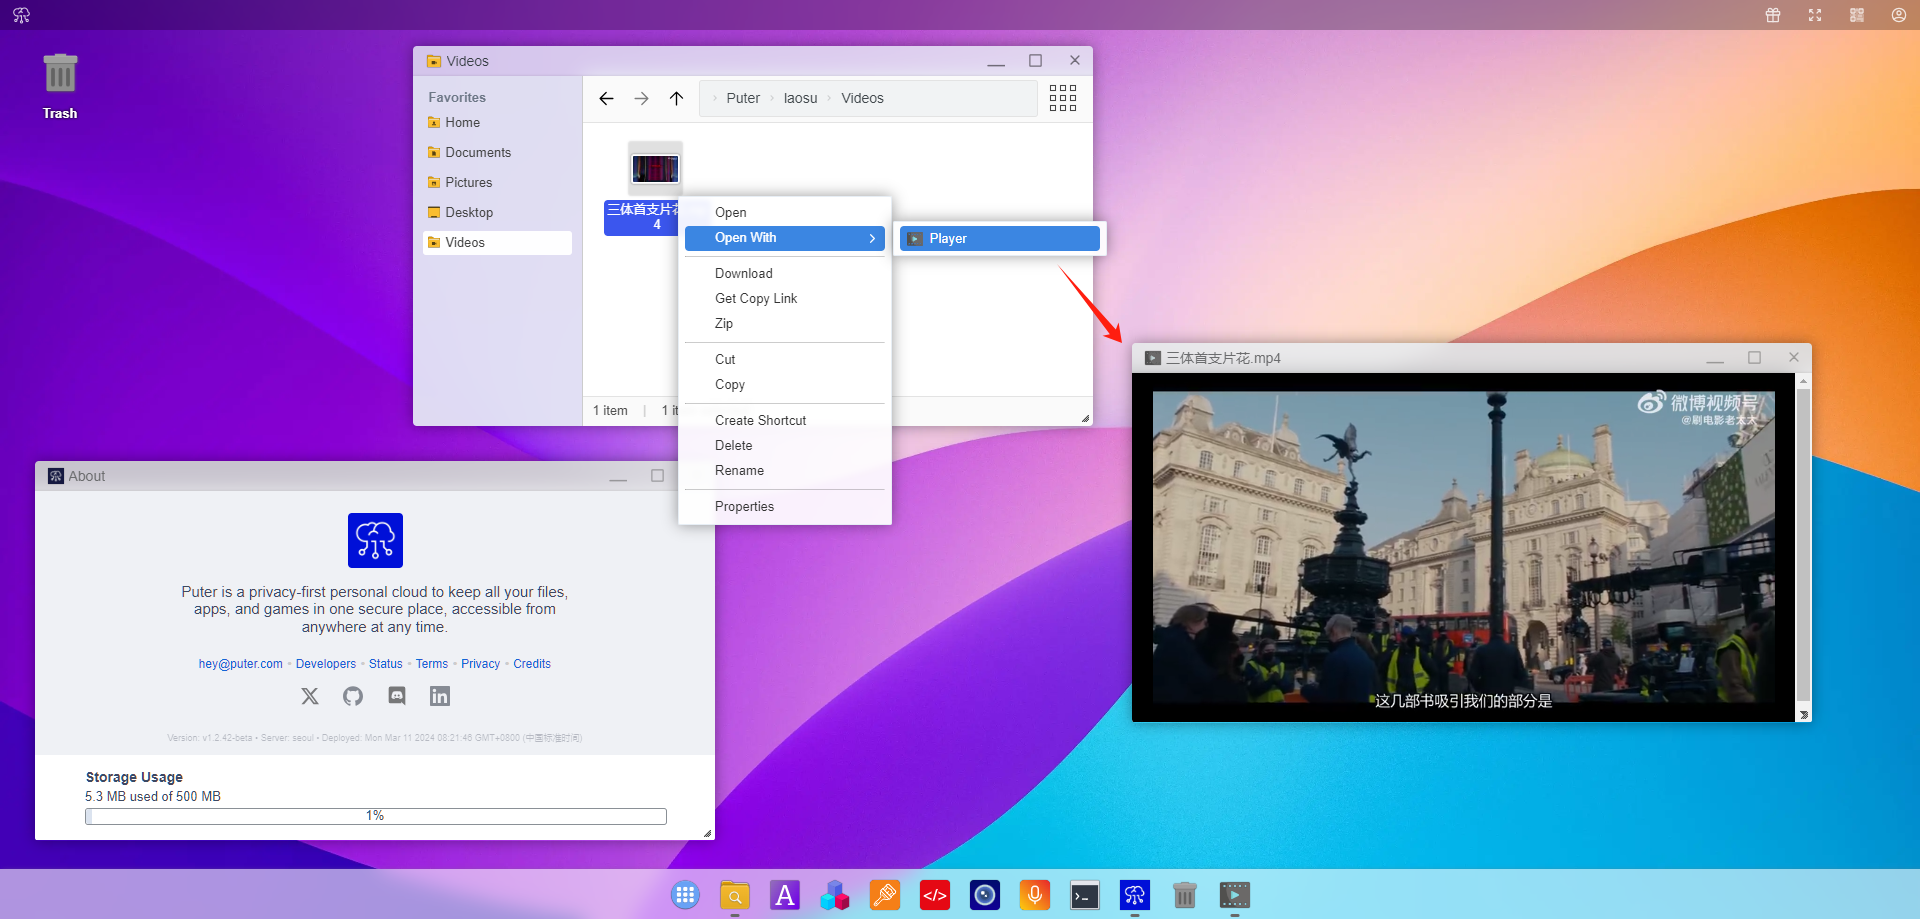 Trash
Videos
Favorites
Home
Documents
Pictures
Desktop
Videos
Puter › laosu › Videos
三体首支片花
4
1 item
Open
Open With
Player
Download
Get Copy Link
Zip
Cut
Copy
Create Shortcut
Delete
Rename
Properties
三体首支片花.mp4
微博视频号
@剧电影老太太
这几部书吸引我们的部分是
About
Puter is a privacy-first personal cloud to keep all your files,
apps, and games in one secure place, accessible from
anywhere at any time.
hey@puter.com • Developers • Status • Terms • Privacy • Credits
Version: v1.2.42-beta • Server: seoul • Deployed: Mon Mar 11 2024 08:21:46 GMT+0800 (中国标准时间)
Storage Usage
5.3 MB used of 500 MB
1%